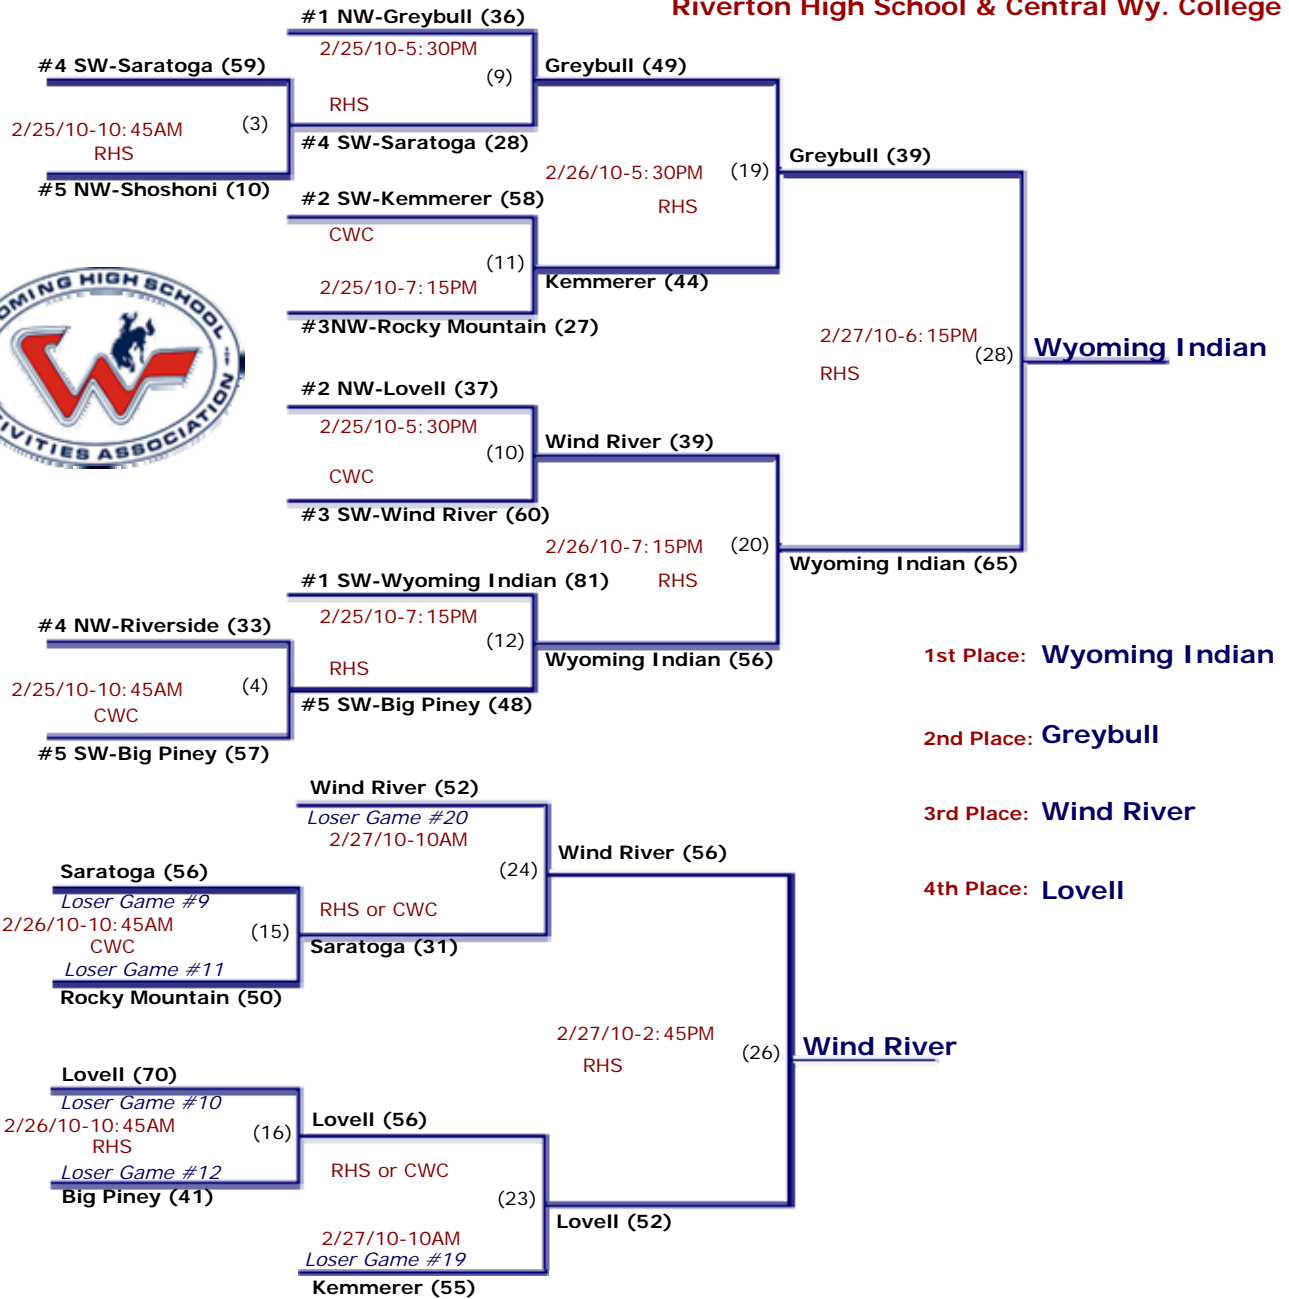 Riverton High School & Central Wy. College
#1 NW-Greybull (36)
2/25/10-5:30PM
(9)
RHS
#4 SW-Saratoga (59)
(3)
2/25/10-10:45AM
RHS
#5 NW-Shoshoni (10)
#4 SW-Saratoga (28)
Greybull (49)
2/26/10-5:30PM
(19)
RHS
Greybull (39)
#2 SW-Kemmerer (58)
CWC
(11)
2/25/10-7:15PM
#3NW-Rocky Mountain (27)
Kemmerer (44)
OMING HIGH SCHOOL
W
IVITIES ASSOCIATION
2/27/10-6:15PM
(28)
RHS
Wyoming Indian
#2 NW-Lovell (37)
2/25/10-5:30PM
(10)
CWC
#3 SW-Wind River (60)
Wind River (39)
2/26/10-7:15PM
(20)
RHS
Wyoming Indian (65)
#1 SW-Wyoming Indian (81)
2/25/10-7:15PM
(12)
RHS
#4 NW-Riverside (33)
(4)
2/25/10-10:45AM
CWC
#5 SW-Big Piney (57)
#5 SW-Big Piney (48)
Wyoming Indian (56)
1st Place: Wyoming Indian
2nd Place: Greybull
3rd Place: Wind River
4th Place: Lovell
Wind River (52)
Loser Game #20
2/27/10-10AM
(24)
RHS or CWC
Saratoga (56)
Loser Game #9
2/26/10-10:45AM
(15)
CWC
Loser Game #11
Rocky Mountain (50)
Saratoga (31)
Wind River (56)
2/27/10-2:45PM
(26)
RHS
Wind River
Lovell (70)
Loser Game #10
2/26/10-10:45AM
(16)
RHS
Loser Game #12
Big Piney (41)
Lovell (56)
RHS or CWC
(23)
2/27/10-10AM
Loser Game #19
Kemmerer (55)
Lovell (52)